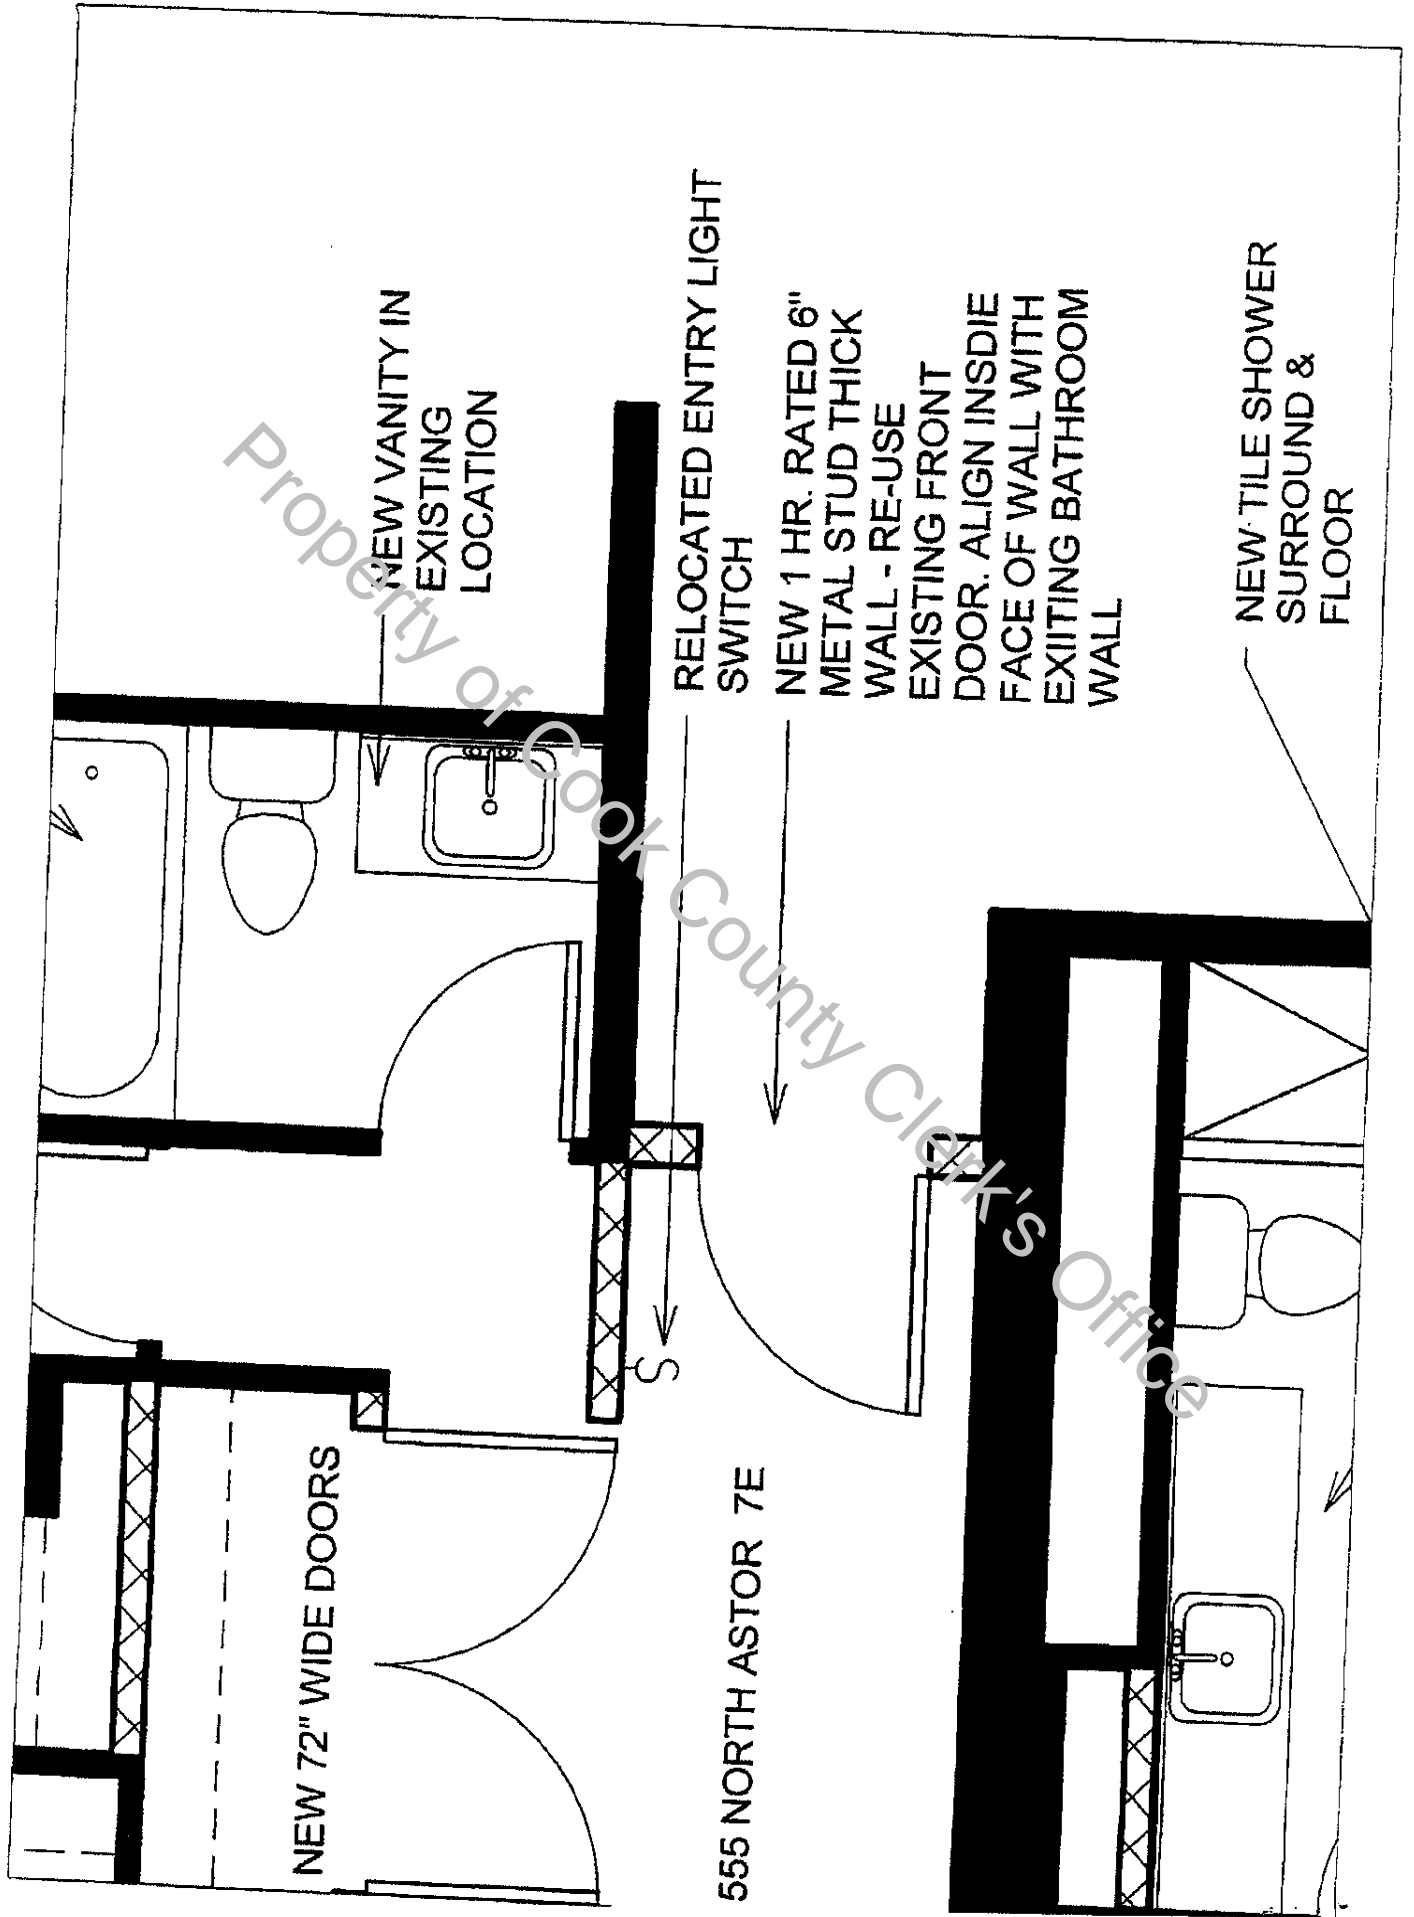 NEW VANITY IN
EXISTING
LOCATION
RELOCATED ENTRY LIGHT
SWITCH
NEW 1 HR. RATED 6"
METAL STUD THICK
WALL - RE-USE
EXISTING FRONT
DOOR. ALIGN INSDIE
FACE OF WALL WITH
EXIITING BATHROOM
WALL
NEW TILE SHOWER
SURROUND &
FLOOR
S
NEW 72" WIDE DOORS
555 NORTH ASTOR 7E
Property of Cook County Clerk's Office